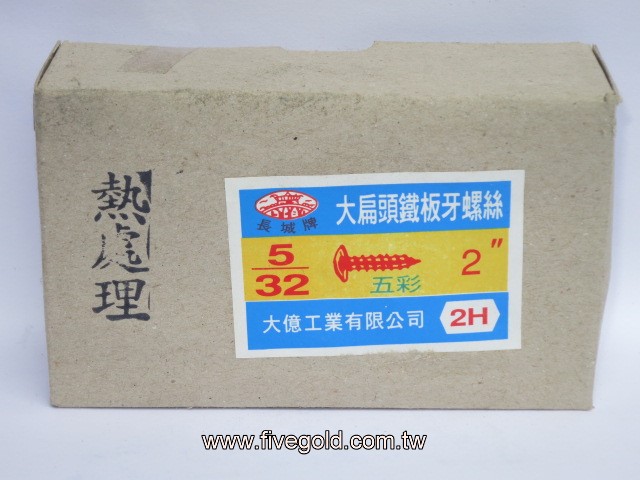 熱處理
長城牌
大扁頭鐵板牙螺絲
5/32
2"
五彩
大億工業有限公司
2H
www.fivegold.com.tw